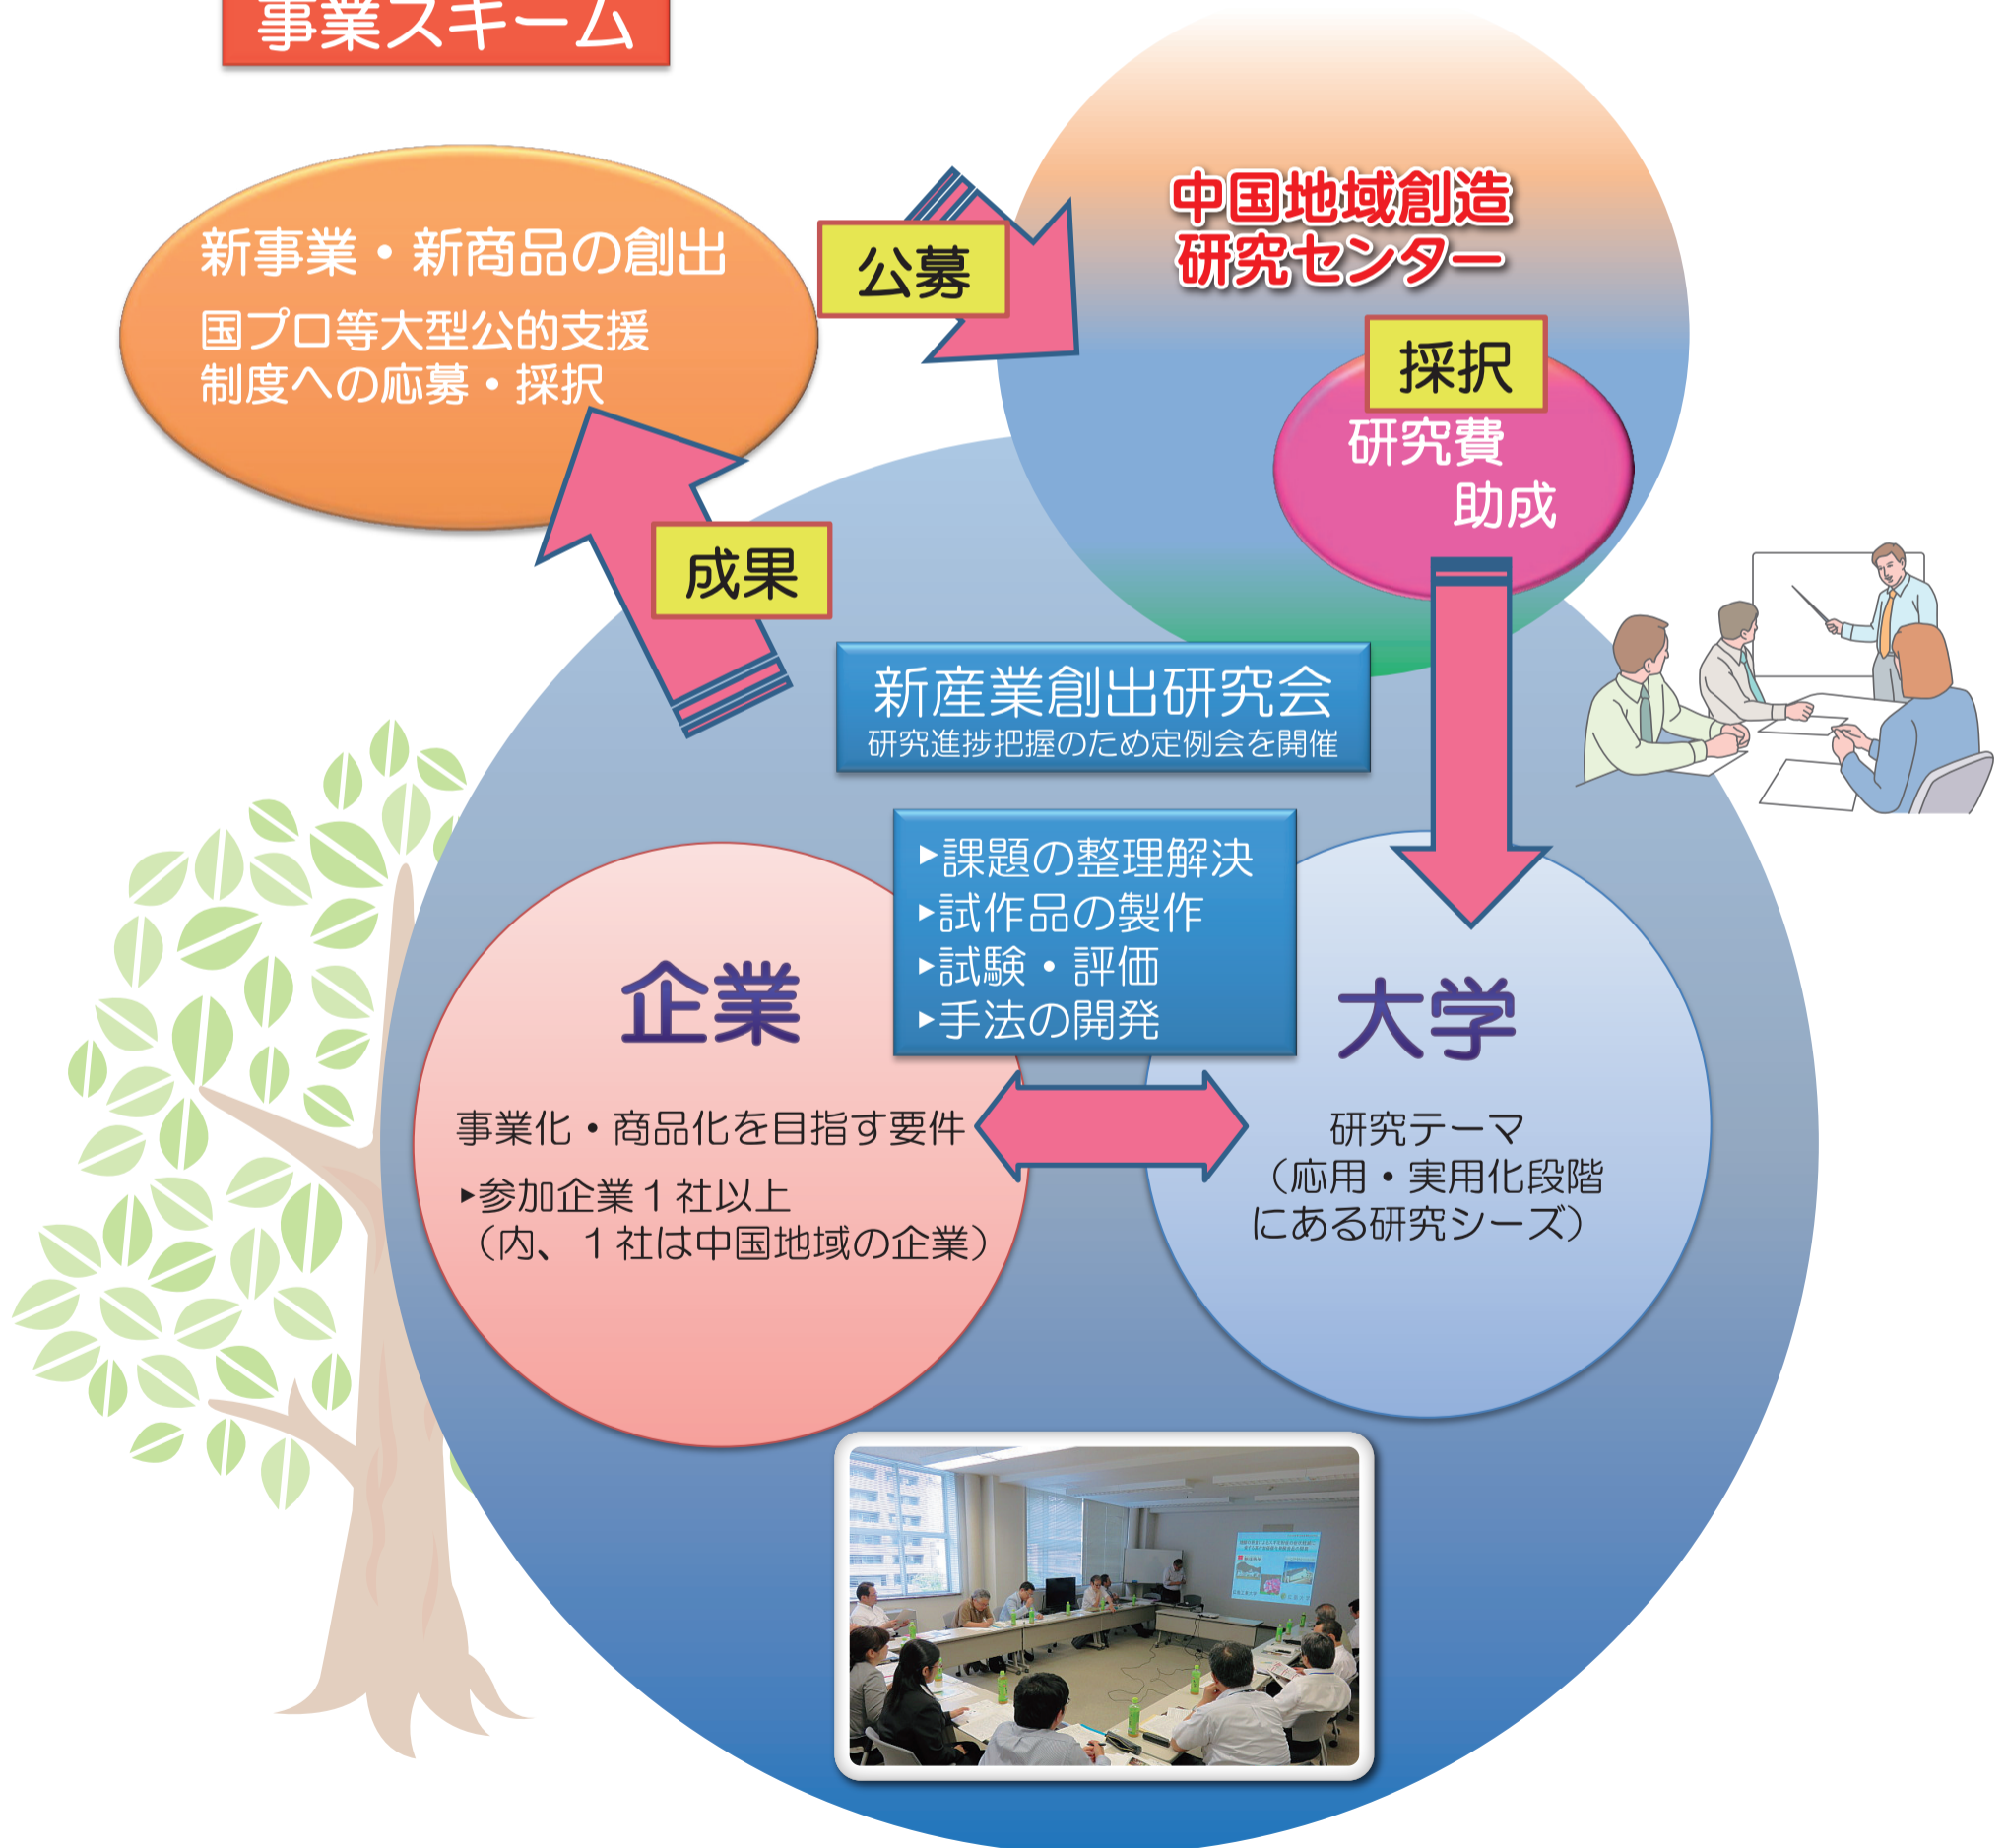 事業スキーム
新事業・新商品の創出
国プロ等大型公的支援
制度への応募・採択
公募
中国地域創造
研究センター
採択
研究費
助成
成果
新産業創出研究会
研究進捗把握のため定例会を開催
▸課題の整理解決
▸試作品の製作
▸試験・評価
▸手法の開発
企業
事業化・商品化を目指す要件
▸参加企業1社以上
（内、1社は中国地域の企業）
大学
研究テーマ
（応用・実用化段階
にある研究シーズ）